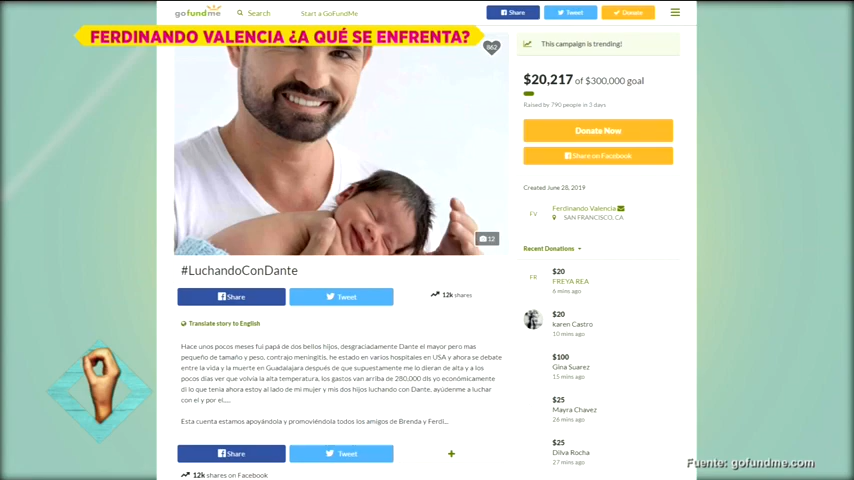 gofundme
Search
Start a GoFundMe
Share
Tweet
Donate
FERDINANDO VALENCIA ¿A QUÉ SE ENFRENTA?
862
12
#LuchandoConDante
Share
Tweet
12k shares
Translate story to English
Hace unos pocos meses fui papá de dos bellos hijos, desgraciadamente Dante el mayor pero mas
pequeño de tamaño y peso, contrajo meningitis, he estado en varios hospitales en USA y ahora se debate
entre la vida y la muerte en Guadalajara después de que supuestamente me lo dieran de alta y a los
pocos días ver que volvía la alta temperatura, los gastos van arriba de 280,000 dls yo económicamente
di lo que tenía ahora estoy al lado de mi mujer y mis dos hijos luchando con Dante, ayúdenme a luchar
con el y por el.....
Esta cuenta estamos apoyándola y promoviéndola todos los amigos de Brenda y Ferdi...
Share
Tweet
12k shares on Facebook
This campaign is trending!
$20,217 of $300,000 goal
Raised by 790 people in 3 days
Donate Now
Share on Facebook
Created June 28, 2019
FV
Ferdinando Valencia
SAN FRANCISCO, CA
Recent Donations
FR
$20
FREYA REA
6 mins ago
$20
karen Castro
10 mins ago
$100
Gina Suarez
15 mins ago
$25
Mayra Chavez
26 mins ago
$25
Dilva Rocha
27 mins ago
Fuente: gofundme.com